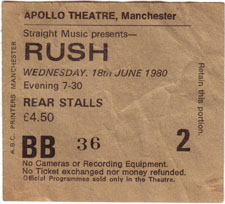 APOLLO THEATRE, Manchester
Straight Music presents—
RUSH
WEDNESDAY, 18th JUNE 1980
Evening 7-30
REAR STALLS
£4.50
BB 36 2
No Cameras or Recording Equipment.
No Ticket exchanged nor money refunded.
Official Programmes sold only in the Theatre.
A.B.C. PRINTERS MANCHESTER
Retain this portion.